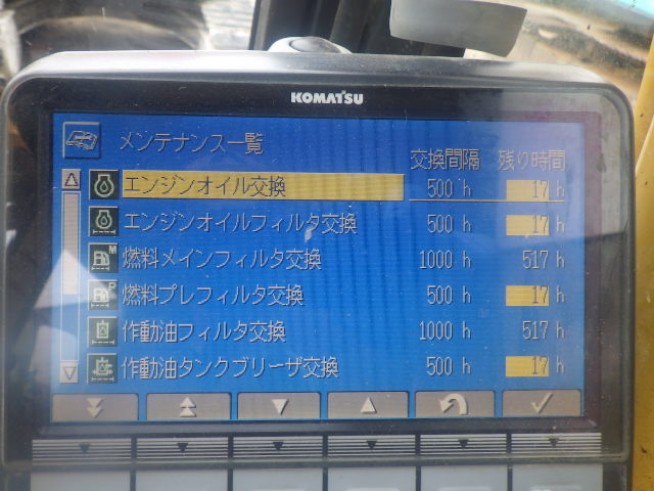 KOMATSU
メンテナンス一覧
交換間隔 残り時間
エンジンオイル交換 500 h 17 h
エンジンオイルフィルタ交換 500 h 17 h
燃料メインフィルタ交換 1000 h 517 h
燃料プレフィルタ交換 500 h 17 h
作動油フィルタ交換 1000 h 517 h
作動油タンクブリーザ交換 500 h 17 h